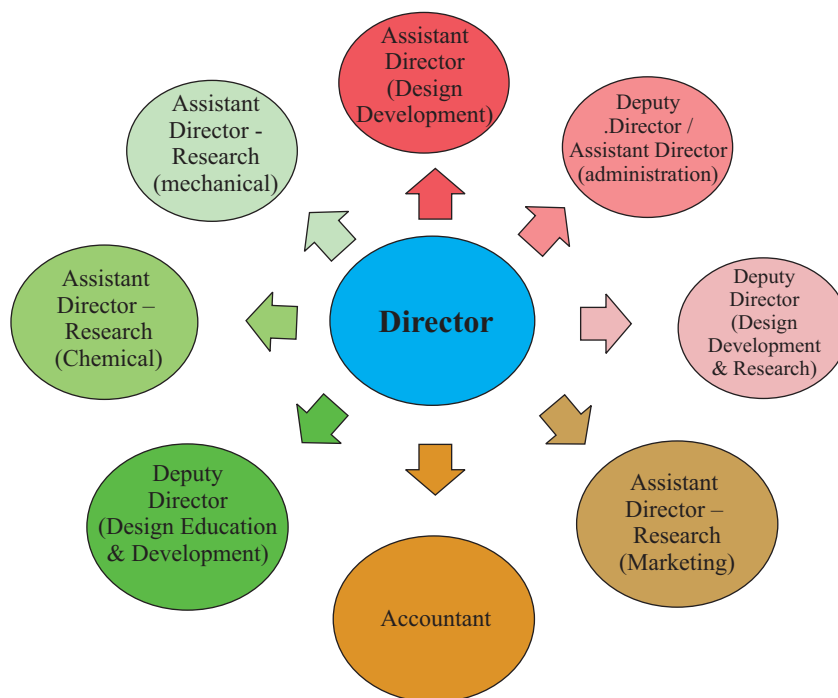 Assistant
Director
(Design
Development)
Deputy
.Director /
Assistant Director
(administration)
Deputy
Director
(Design
Development
& Research)
Assistant
Director –
Research
(Marketing)
Accountant
Deputy
Director
(Design Education
& Development)
Assistant
Director –
Research
(Chemical)
Assistant
Director -
Research
(mechanical)
Director